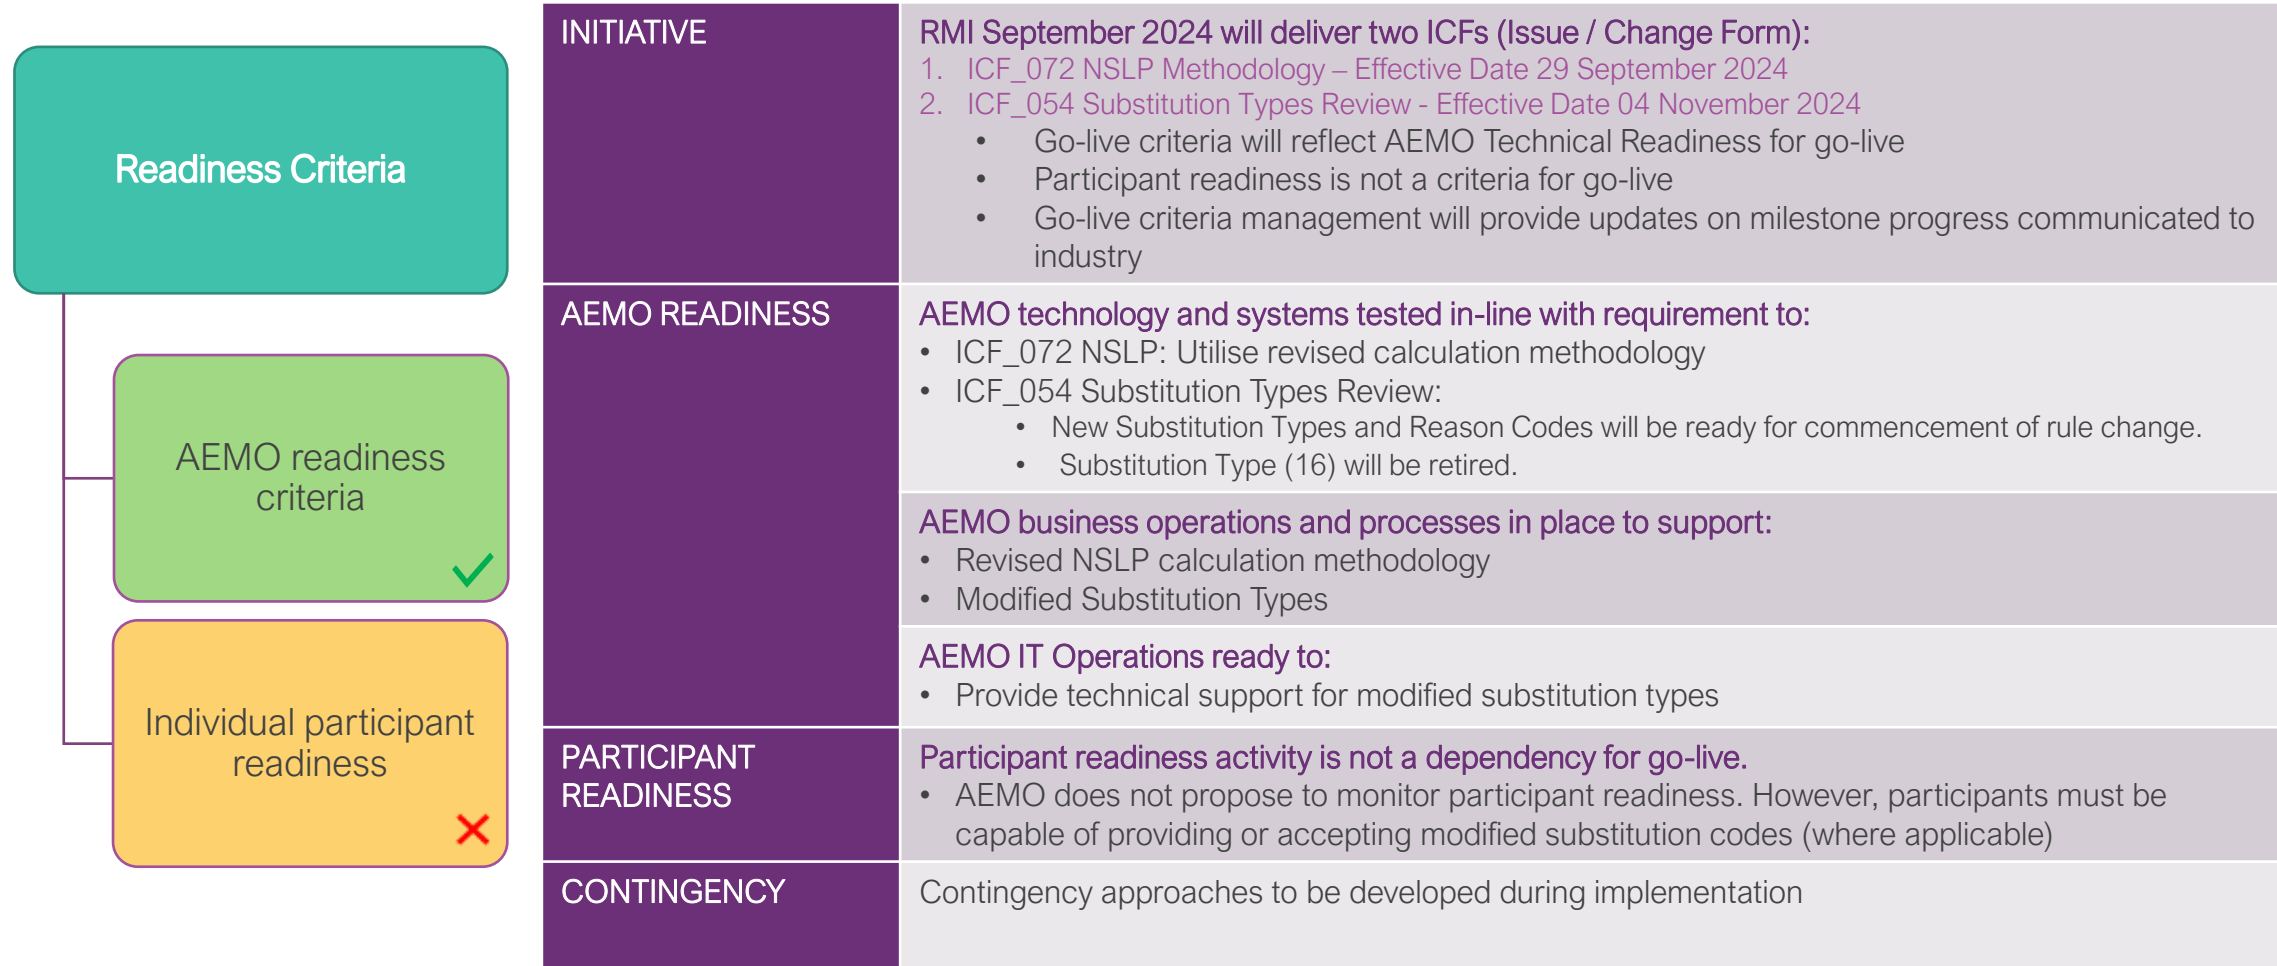 Readiness Criteria
AEMO readiness
criteria
Individual participant
readiness
INITIATIVE
RMI September 2024 will deliver two ICFs (Issue / Change Form):
1. ICF_072 NSLP Methodology – Effective Date 29 September 2024
2. ICF_054 Substitution Types Review - Effective Date 04 November 2024
• Go-live criteria will reflect AEMO Technical Readiness for go-live
• Participant readiness is not a criteria for go-live
• Go-live criteria management will provide updates on milestone progress communicated to
industry
AEMO READINESS
AEMO technology and systems tested in-line with requirement to:
• ICF_072 NSLP: Utilise revised calculation methodology
• ICF_054 Substitution Types Review:
• New Substitution Types and Reason Codes will be ready for commencement of rule change.
• Substitution Type (16) will be retired.
AEMO business operations and processes in place to support:
• Revised NSLP calculation methodology
• Modified Substitution Types
AEMO IT Operations ready to:
• Provide technical support for modified substitution types
PARTICIPANT
READINESS
Participant readiness activity is not a dependency for go-live.
• AEMO does not propose to monitor participant readiness. However, participants must be
capable of providing or accepting modified substitution codes (where applicable)
CONTINGENCY
Contingency approaches to be developed during implementation